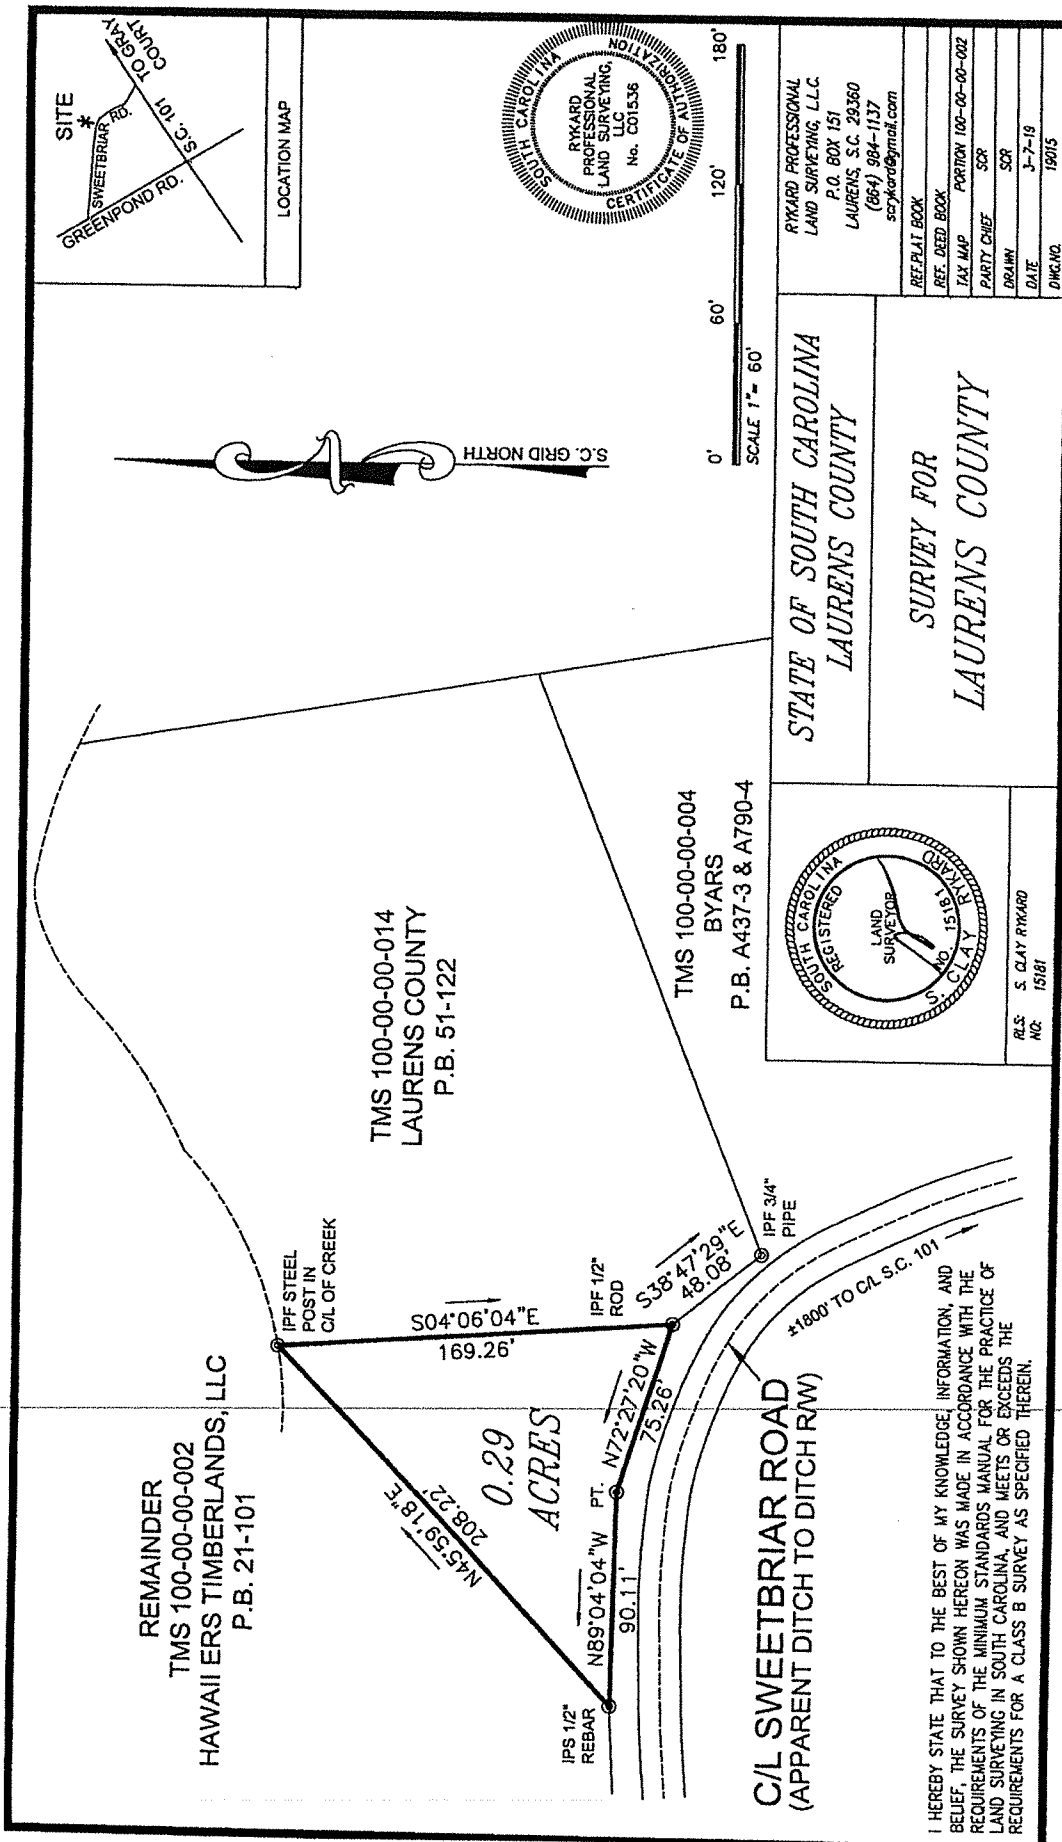 REMAINDER
TMS 100-00-00-002
HAWAII ERS TIMBERLANDS, LLC
P.B. 21-101
IPF STEEL
POST IN
C/L OF CREEK
TMS 100-00-00-014
LAURENS COUNTY
P.B. 51-122
SITE
*
SWEETBRIAR RD.
TO GRAY
COURT
S.C. 101
GREENPOND RD.
LOCATION MAP
S.C. GRID NORTH
SOUTH CAROLINA
RYKARD
PROFESSIONAL
LAND SURVEYING,
LLC
No. C01536
CERTIFICATE OF AUTHORIZATION
N45°59'18"E
208.22'
S04°06'04"E
169.26'
0.29
ACRES
IPS 1/2"
REBAR
N89°04'04"W
90.11'
PT.
N72°27'20"W
75.26'
IPF 1/2"
ROD
S38°47'29"E
48.08'
IPF 3/4"
PIPE
TMS 100-00-00-004
BYARS
P.B. A437-3 & A790-4
0'
60'
120'
180'
SCALE 1"= 60'
C/L SWEETBRIAR ROAD
(APPARENT DITCH TO DITCH R/W)
±1800' TO C/L S.C. 101
I HEREBY STATE THAT TO THE BEST OF MY KNOWLEDGE, INFORMATION, AND
BELIEF, THE SURVEY SHOWN HEREON WAS MADE IN ACCORDANCE WITH THE
REQUIREMENTS OF THE MINIMUM STANDARDS MANUAL FOR THE PRACTICE OF
LAND SURVEYING IN SOUTH CAROLINA, AND MEETS OR EXCEEDS THE
REQUIREMENTS FOR A CLASS B SURVEY AS SPECIFIED THEREIN.
SOUTH CAROLINA
REGISTERED
LAND
SURVEYOR
NO. 15181
S. CLAY RYKARD
RLS: S. CLAY RYKARD
NO: 15181
STATE OF SOUTH CAROLINA
LAURENS COUNTY
SURVEY FOR
LAURENS COUNTY
RYKARD PROFESSIONAL
LAND SURVEYING, L.L.C.
P.O. BOX 151
LAURENS, S.C. 29360
(864) 984-1137
scrykard@gmail.com
REF.PLAT BOOK
REF. DEED BOOK
TAX MAP PORTION 100-00-00-002
PARTY CHIEF SCR
DRAWN SCR
DATE 3-7-19
DWG.NO. 19015